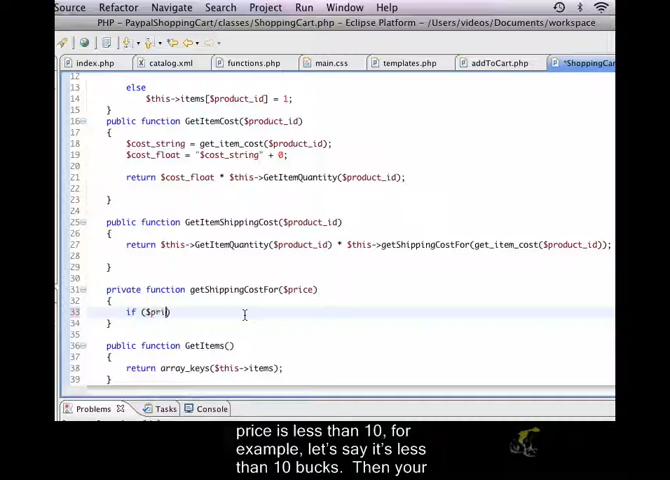 Source Refactor Navigate Search Project Run Window Help
PHP - PaypalShoppingCart/classes/ShoppingCart.php - Eclipse Platform - /Users/videos/Documents/workspace
index.php catalog.xml functions.php main.css templates.php addToCart.php *ShoppingCart
12
13 else
14 $this->items[$product_id] = 1;
15 }
16 public function GetItemCost($product_id)
17 {
18 $cost_string = get_item_cost($product_id);
19 $cost_float = "$cost_string" + 0;
20
21 return $cost_float * $this->GetItemQuantity($product_id);
22
23 }
24
25 public function GetItemShippingCost($product_id)
26 {
27 return $this->GetItemQuantity($product_id) * $this->getShippingCostFor(get_item_cost($product_id));
28
29 }
30
31 private function getShippingCostFor($price)
32 {
33 if ($pri)
34 }
35
36 public function GetItems()
37 {
38 return array_keys($this->items);
39 }
Problems Tasks Console
price is less than 10, for
example, let's say it's less
than 10 bucks. Then your